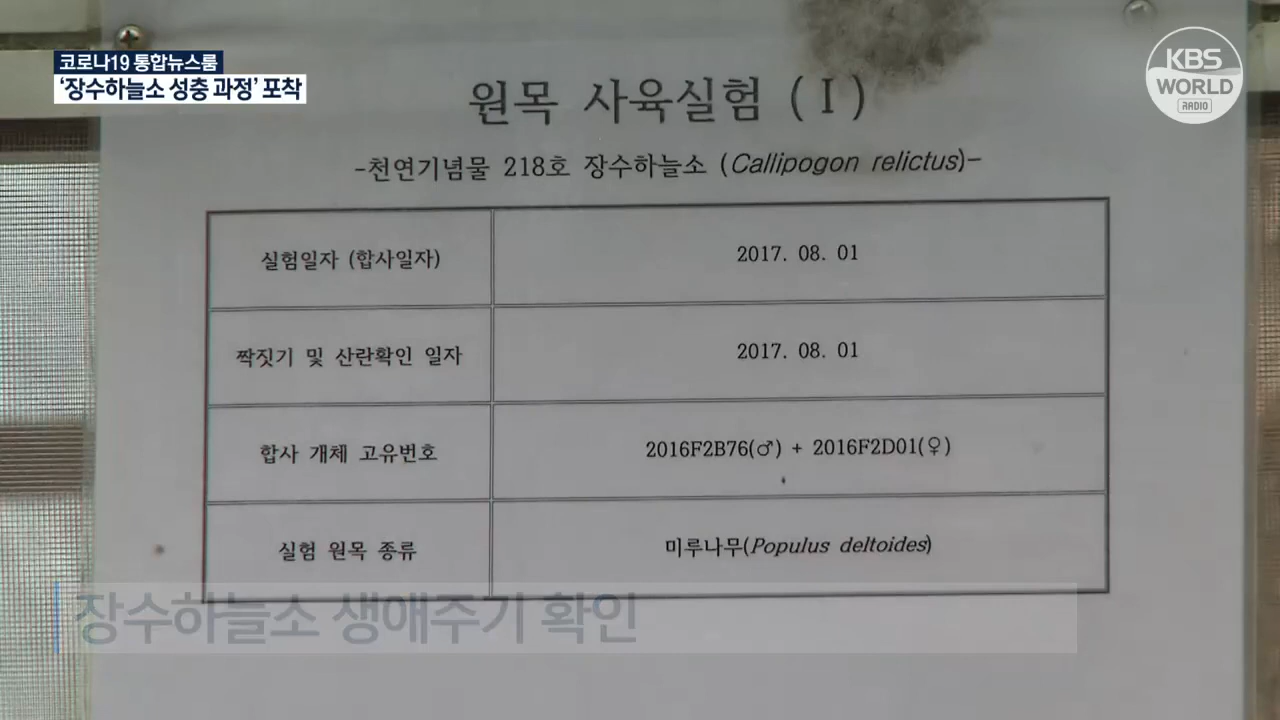 코로나19 통합뉴스룸
‘장수하늘소 성충 과정’ 포착
KBS
WORLD
RADIO
원목 사육실험 (Ⅰ)
-천연기념물 218호 장수하늘소 (Callipogon relictus)-
실험일자 (합사일자) 2017. 08. 01
짝짓기 및 산란확인 일자 2017. 08. 01
합사 개체 고유번호 2016F2B76(♂) + 2016F2D01(♀)
실험 원목 종류 미루나무(Populus deltoides)
장수하늘소 생애주기 확인